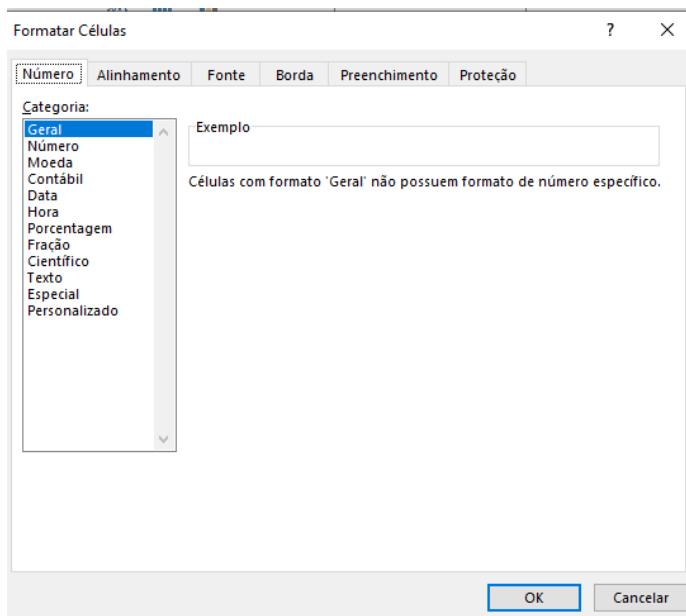 Formatar Células
? X
Número Alinhamento Fonte Borda Preenchimento Proteção
Categoria:
Geral
Número
Moeda
Contábil
Data
Hora
Porcentagem
Fração
Científico
Texto
Especial
Personalizado
Exemplo
Células com formato 'Geral' não possuem formato de número específico.
OK Cancelar